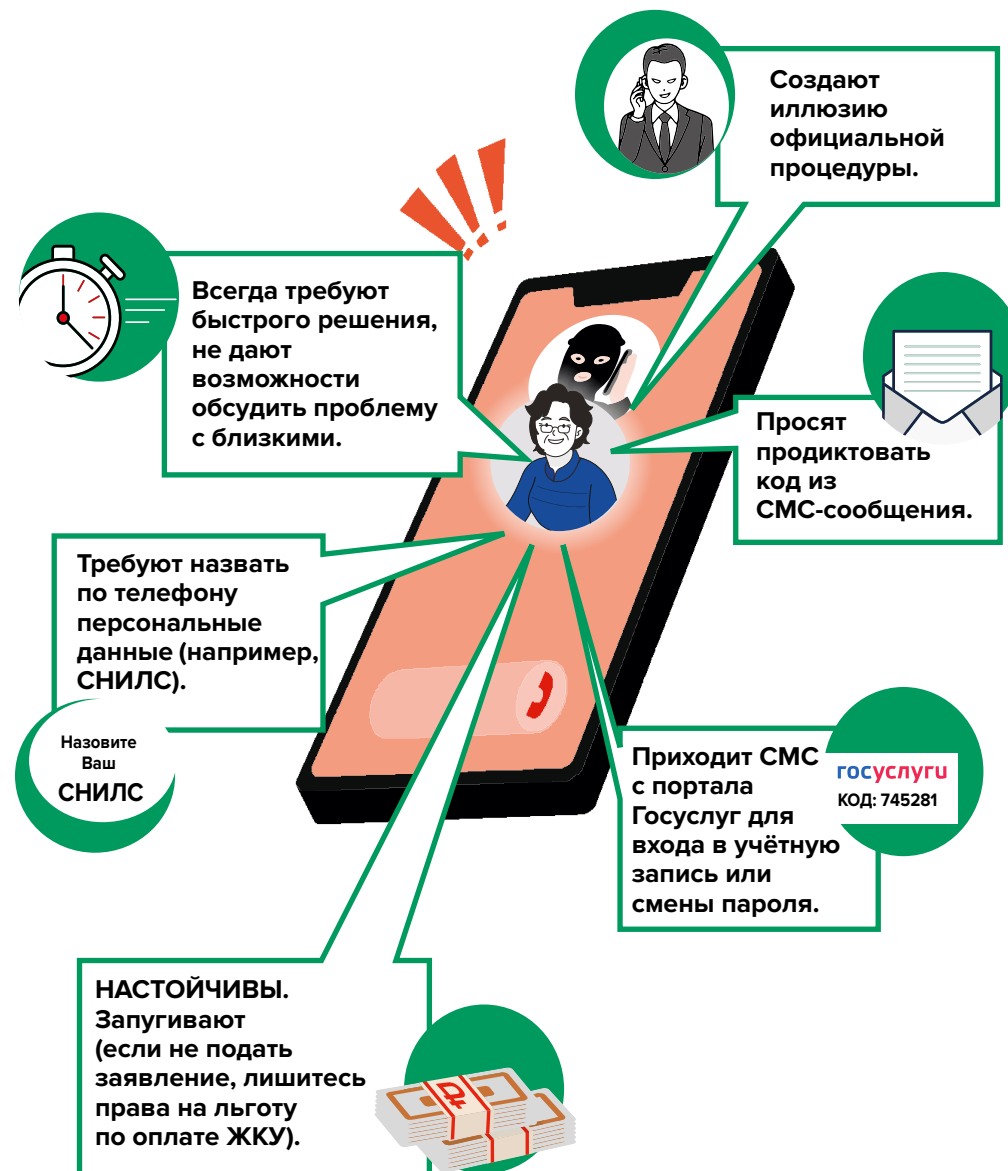 Создают
иллюзию
официальной
процедуры.
Всегда требуют
быстрого решения,
не дают
возможности
обсудить проблему
с близкими.
Просят
продиктовать
код из
СМС-сообщения.
Требуют назвать
по телефону
персональные
данные (например,
СНИЛС).
Назовите
Ваш
СНИЛС
Приходит СМС
с портала
Госуслуг для
входа в учётную
запись или
смены пароля.
госуслуги
КОД: 745281
НАСТОЙЧИВЫ.
Запугивают
(если не подать
заявление, лишитесь
права на льготу
по оплате ЖКУ).